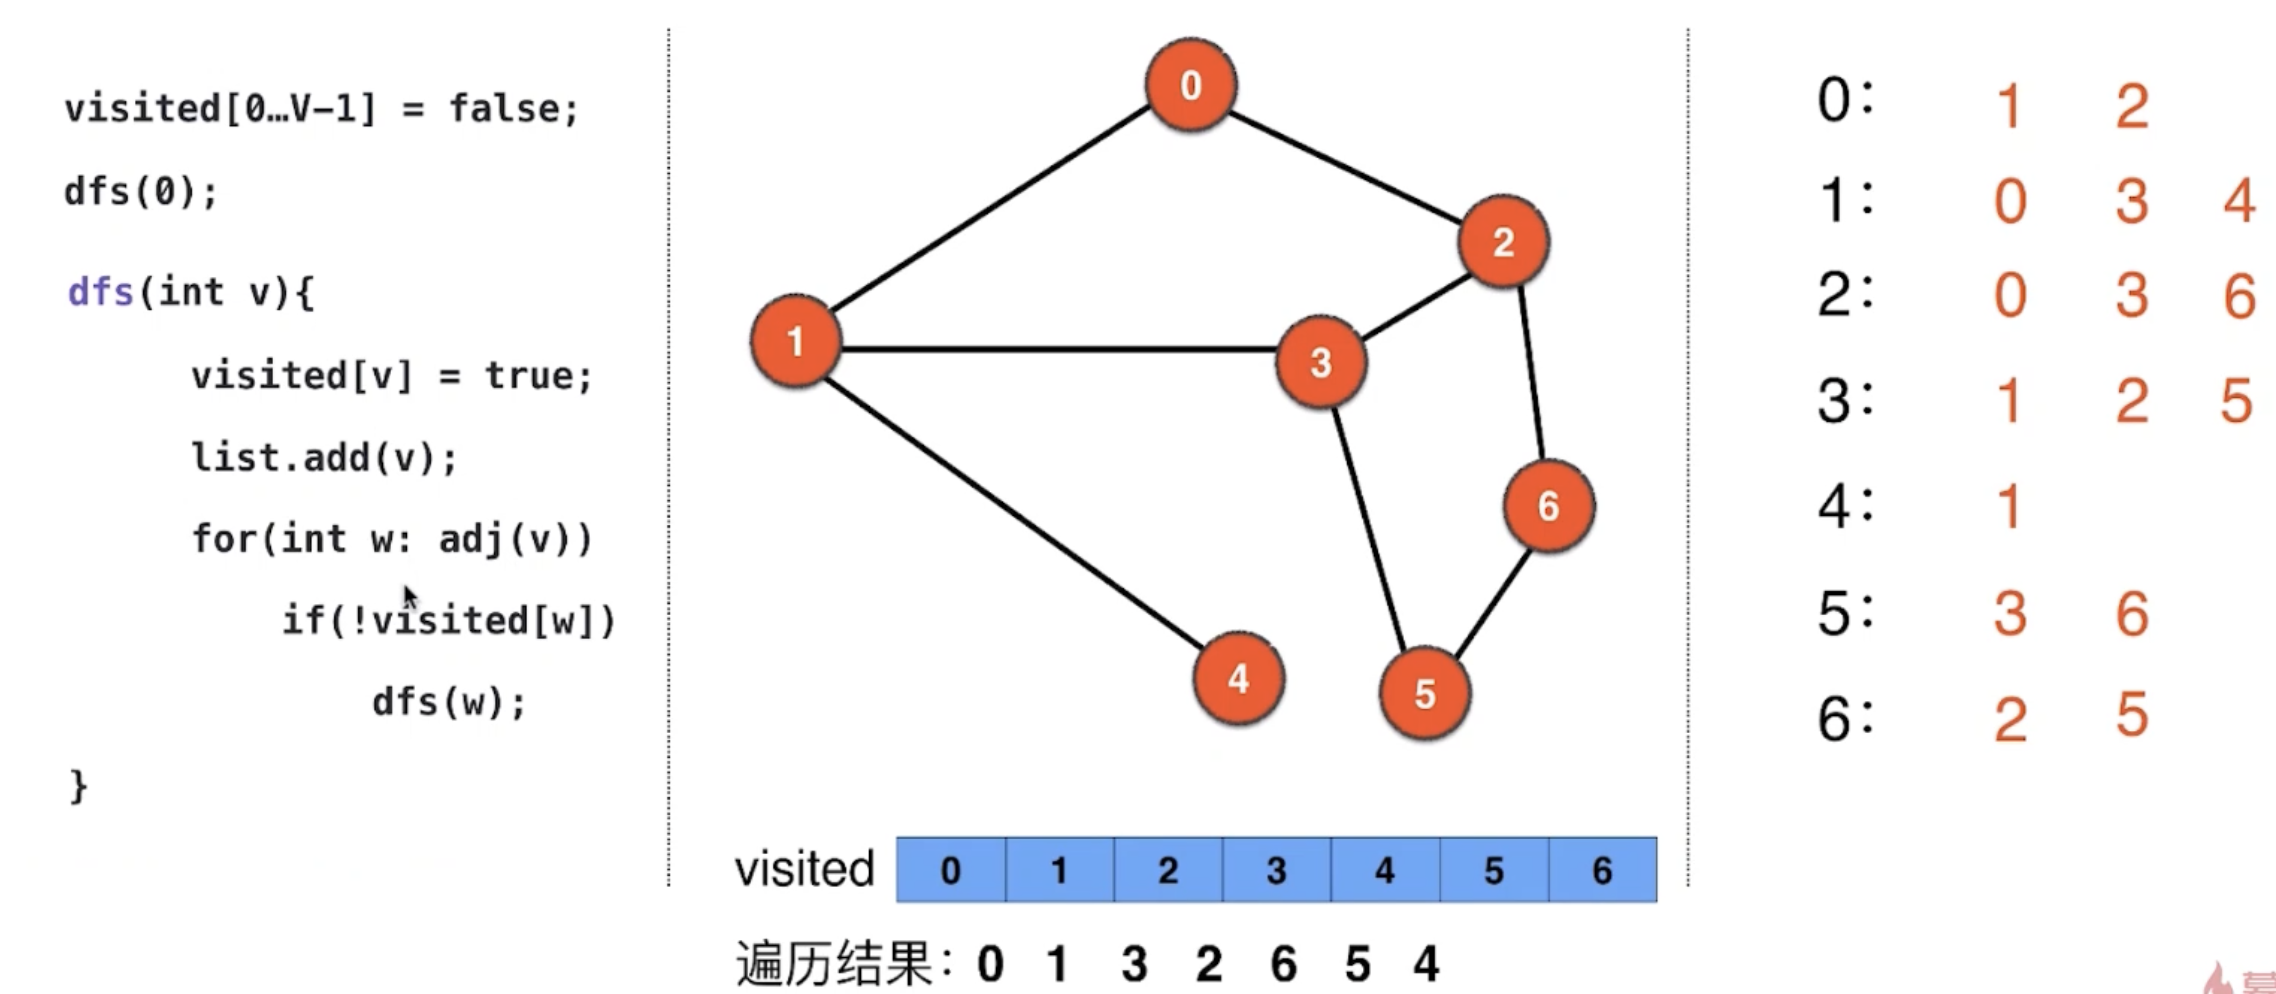 visited[0…V−1] = false;
dfs(0);
dfs(int v){
visited[v] = true;
list.add(v);
for(int w: adj(v))
if(!visited[w])
dfs(w);
}
0
1
2
3
6
4
5
visited 0 1 2 3 4 5 6
遍历结果: 0 1 3 2 6 5 4
0: 1 2
1: 0 3 4
2: 0 3 6
3: 1 2 5
4: 1
5: 3 6
6: 2 5